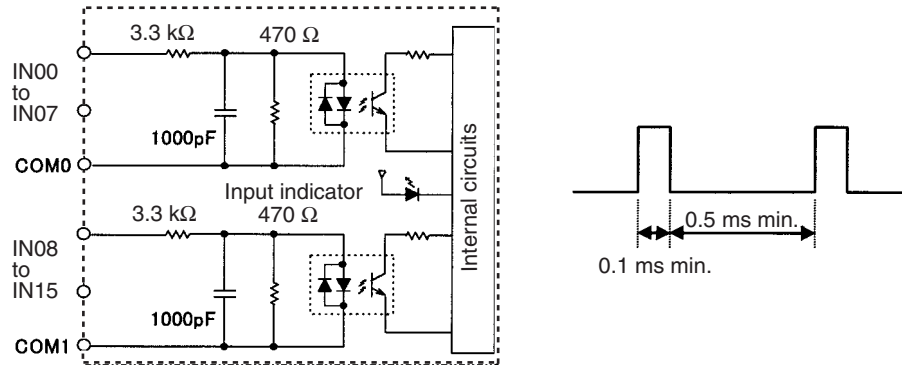 3.3 kΩ
470 Ω
IN00
to
IN07
1000pF
COM0
Input indicator
3.3 kΩ
470 Ω
IN08
to
IN15
1000pF
COM1
Internal circuits
0.5 ms min.
0.1 ms min.